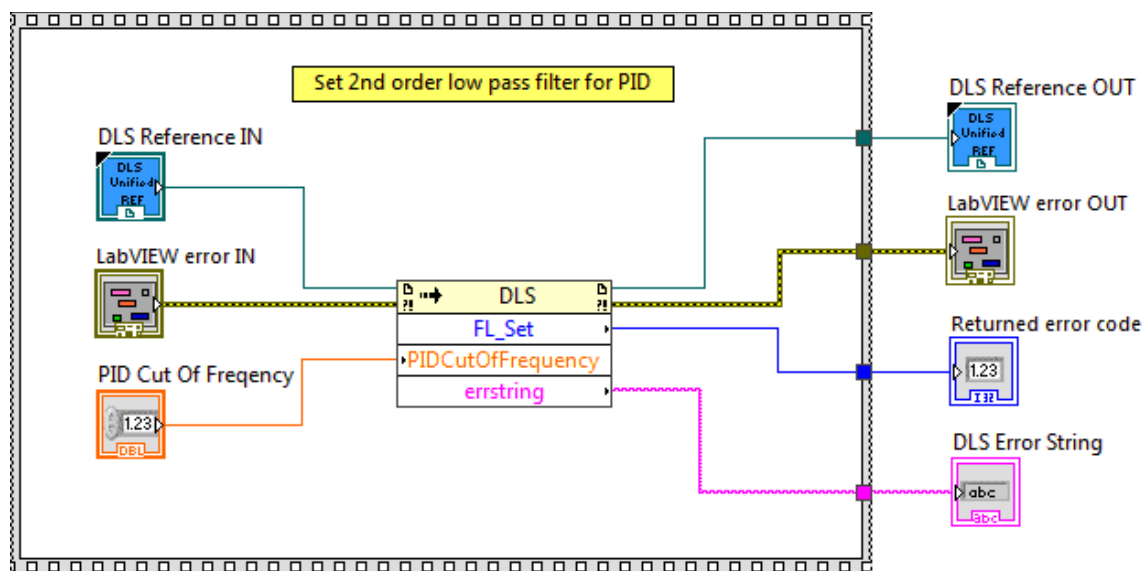 Set 2nd order low pass filter for PID
DLS Reference IN
DLS
Unified
REF
LabVIEW error IN
PID Cut Of Freqency
1.23
DBL
?!
DLS
?!
FL_Set
PIDCutOfFrequency
errstring
DLS Reference OUT
DLS
Unified
REF
LabVIEW error OUT
Returned error code
1.23
I32
DLS Error String
abc
abc